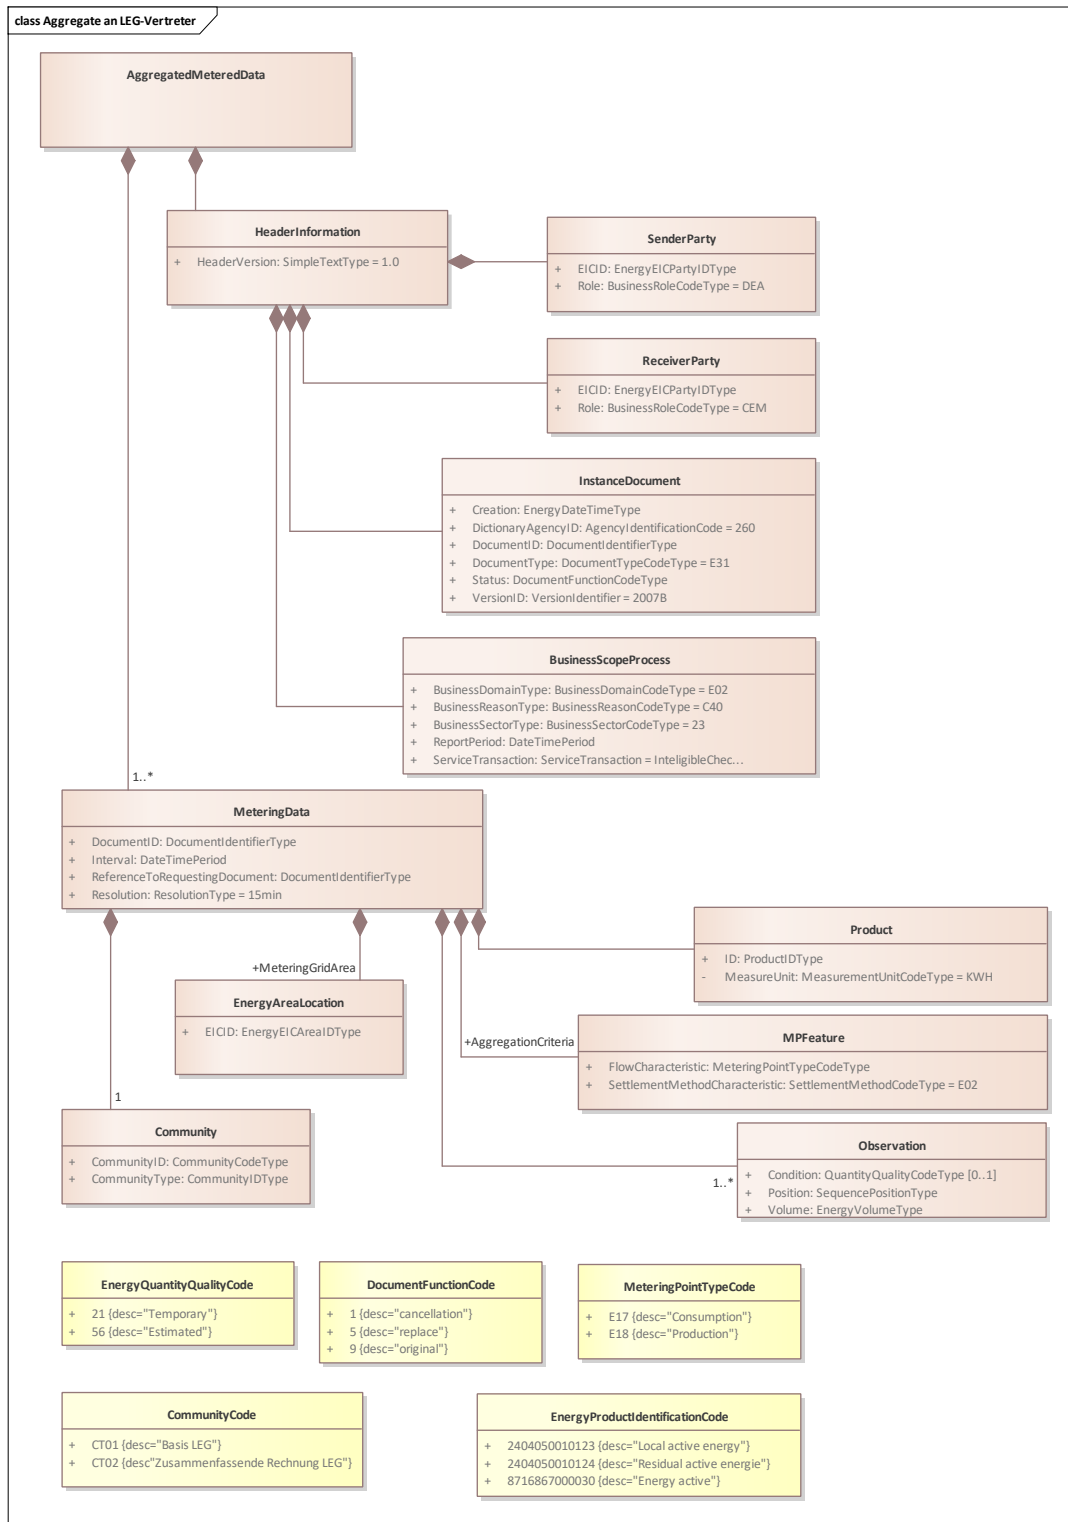 class Aggregate an LEG-Vertreter
AggregatedMeteredData
HeaderInformation
+ HeaderVersion: SimpleTextType = 1.0
SenderParty
+ EICID: EnergyEICPartyIDType
+ Role: BusinessRoleCodeType = DEA
ReceiverParty
+ EICID: EnergyEICPartyIDType
+ Role: BusinessRoleCodeType = CEM
InstanceDocument
+ Creation: EnergyDateTimeType
+ DictionaryAgencyID: AgencyIdentificationCode = 260
+ DocumentID: DocumentIdentifierType
+ DocumentType: DocumentTypeCodeType = E31
+ Status: DocumentFunctionCodeType
+ VersionID: VersionIdentifier = 2007B
BusinessScopeProcess
+ BusinessDomainType: BusinessDomainCodeType = E02
+ BusinessReasonType: BusinessReasonCodeType = C40
+ BusinessSectorType: BusinessSectorCodeType = 23
+ ReportPeriod: DateTimePeriod
+ ServiceTransaction: ServiceTransaction = InteligibleChec...
1..*
MeteringData
+ DocumentID: DocumentIdentifierType
+ Interval: DateTimePeriod
+ ReferenceToRequestingDocument: DocumentIdentifierType
+ Resolution: ResolutionType = 15min
Product
+ ID: ProductIDType
- MeasureUnit: MeasurementUnitCodeType = KWH
+MeteringGridArea
EnergyAreaLocation
+ EICID: EnergyEICAreaIDType
+AggregationCriteria
MPFeature
+ FlowCharacteristic: MeteringPointTypeCodeType
+ SettlementMethodCharacteristic: SettlementMethodCodeType = E02
1
Community
+ CommunityID: CommunityCodeType
+ CommunityType: CommunityIDType
1..*
Observation
+ Condition: QuantityQualityCodeType [0..1]
+ Position: SequencePositionType
+ Volume: EnergyVolumeType
EnergyQuantityQualityCode
+ 21 {desc="Temporary"}
+ 56 {desc="Estimated"}
DocumentFunctionCode
+ 1 {desc="cancellation"}
+ 5 {desc="replace"}
+ 9 {desc="original"}
MeteringPointTypeCode
+ E17 {desc="Consumption"}
+ E18 {desc="Production"}
CommunityCode
+ CT01 {desc="Basis LEG"}
+ CT02 {desc"Zusammenfassende Rechnung LEG"}
EnergyProductIdentificationCode
+ 2404050010123 {desc="Local active energy"}
+ 2404050010124 {desc="Residual active energie"}
+ 8716867000030 {desc="Energy active"}